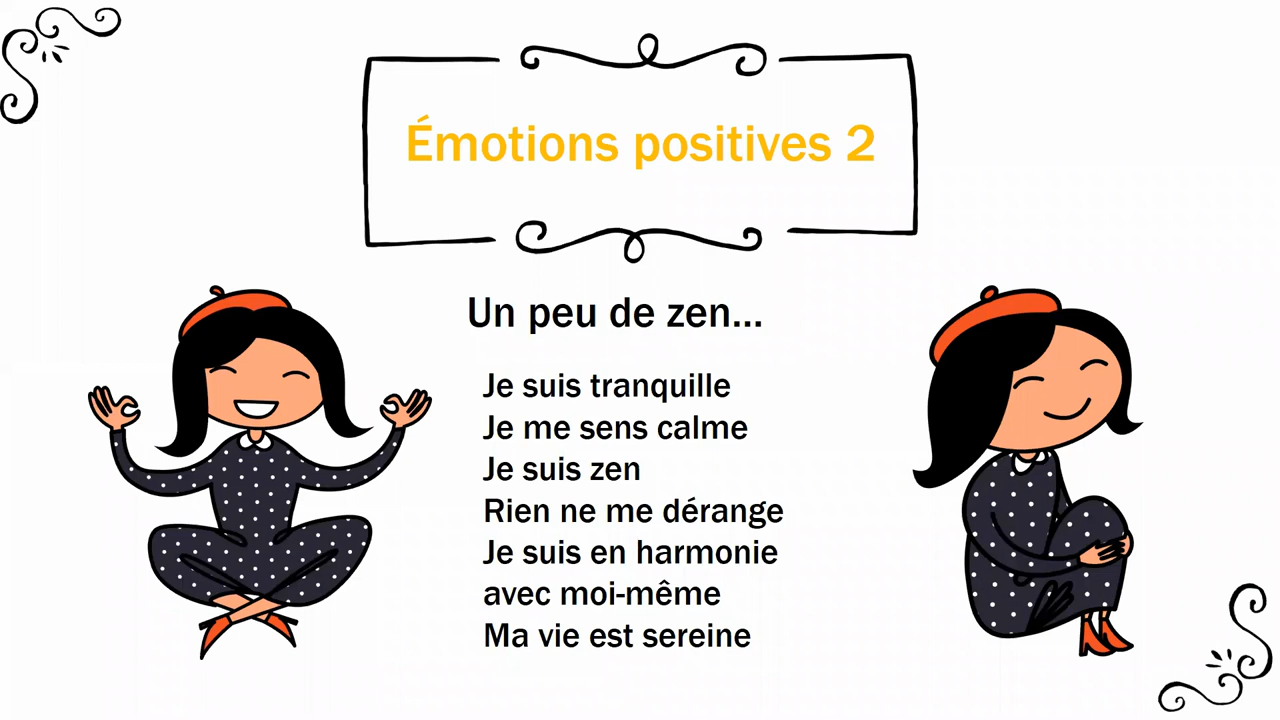 Émotions positives 2
Un peu de zen...
Je suis tranquille
Je me sens calme
Je suis zen
Rien ne me dérange
Je suis en harmonie
avec moi-même
Ma vie est sereine